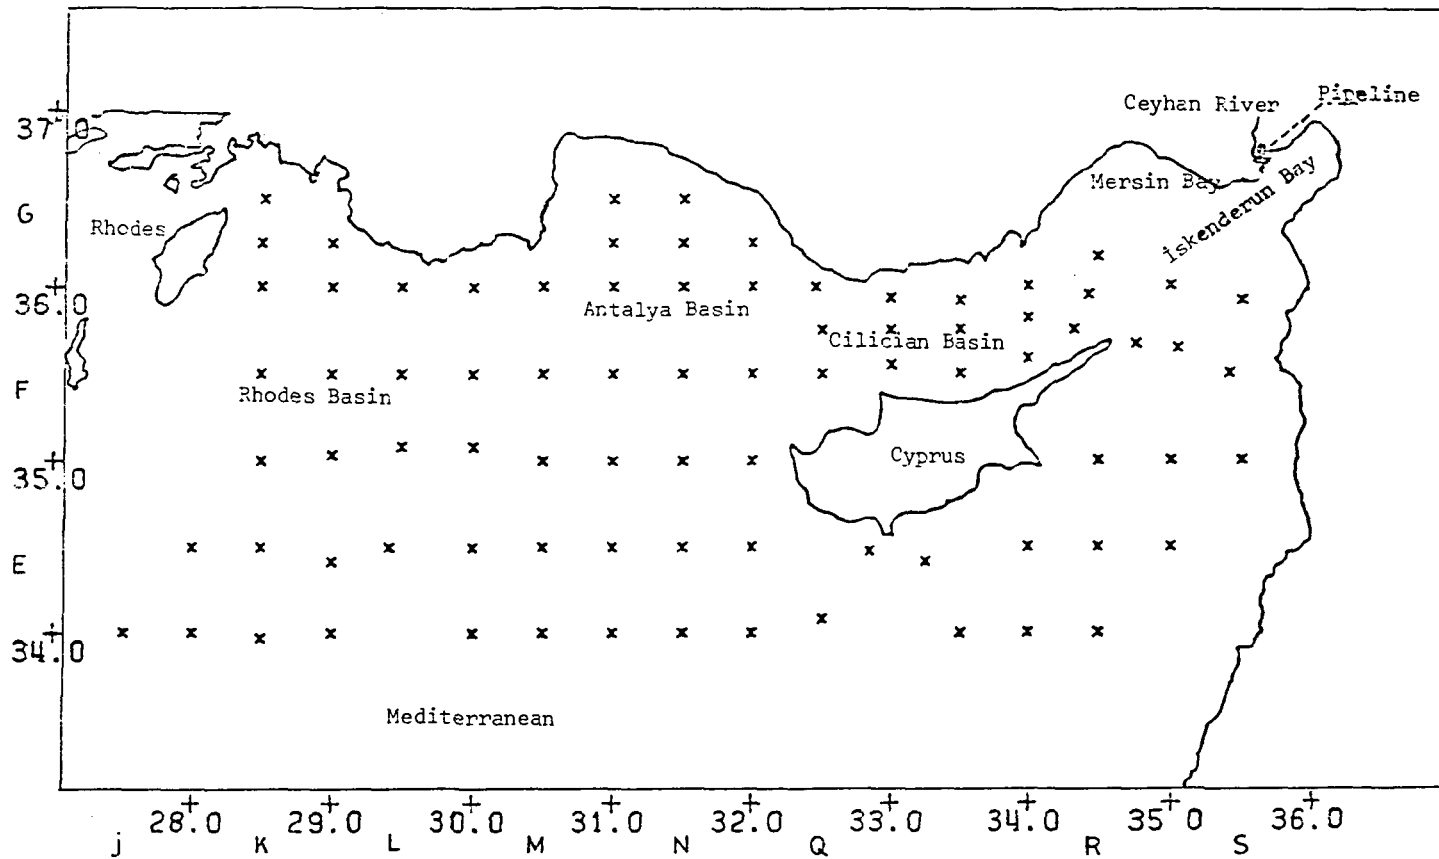 Ceyhan River
Pipeline
37.0
Mersin Bay
İskenderun Bay
G
Rhodes
36.0
Antalya Basin
Cilician Basin
F
Rhodes Basin
Cyprus
35.0
E
34.0
Mediterranean
28.0 29.0 30.0 31.0 32.0 33.0 34.0 35.0 36.0
j K L M N Q R S